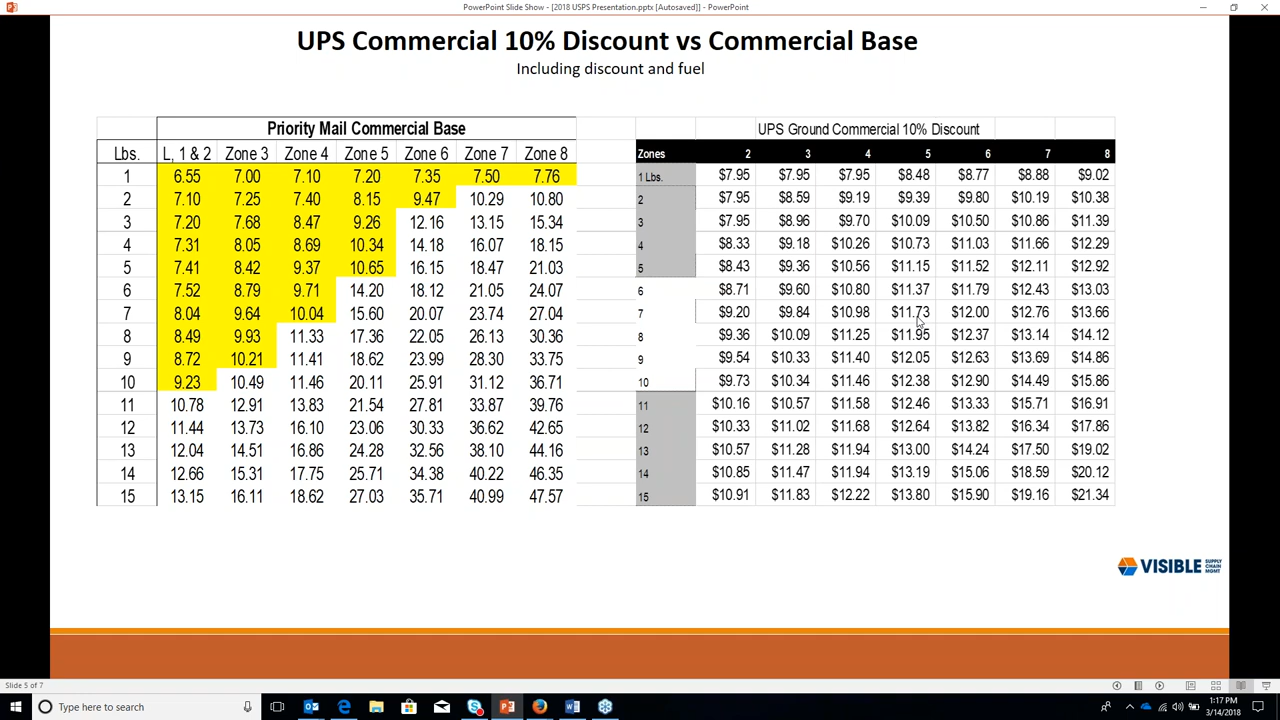 PowerPoint Slide Show - [2018 USPS Presentation.pptx [Autosaved]] - PowerPoint
UPS Commercial 10% Discount vs Commercial Base
Including discount and fuel
Priority Mail Commercial Base
Lbs. L, 1 & 2 Zone 3 Zone 4 Zone 5 Zone 6 Zone 7 Zone 8
1 6.55 7.00 7.10 7.20 7.35 7.50 7.76
2 7.10 7.25 7.40 8.15 9.47 10.29 10.80
3 7.20 7.68 8.47 9.26 12.16 13.15 15.34
4 7.31 8.05 8.69 10.34 14.18 16.07 18.15
5 7.41 8.42 9.37 10.65 16.15 18.47 21.03
6 7.52 8.79 9.71 14.20 18.12 21.05 24.07
7 8.04 9.64 10.04 15.60 20.07 23.74 27.04
8 8.49 9.93 11.33 17.36 22.05 26.13 30.36
9 8.72 10.21 11.41 18.62 23.99 28.30 33.75
10 9.23 10.49 11.46 20.11 25.91 31.12 36.71
11 10.78 12.91 13.83 21.54 27.81 33.87 39.76
12 11.44 13.73 16.10 23.06 30.33 36.62 42.65
13 12.04 14.51 16.86 24.28 32.56 38.10 44.16
14 12.66 15.31 17.75 25.71 34.38 40.22 46.35
15 13.15 16.11 18.62 27.03 35.71 40.99 47.57
UPS Ground Commercial 10% Discount
Zones 2 3 4 5 6 7 8
1 Lbs. $7.95 $7.95 $7.95 $8.48 $8.77 $8.88 $9.02
2 $7.95 $8.59 $9.19 $9.39 $9.80 $10.19 $10.38
3 $7.95 $8.96 $9.70 $10.09 $10.50 $10.86 $11.39
4 $8.33 $9.18 $10.26 $10.73 $11.03 $11.66 $12.29
5 $8.43 $9.36 $10.56 $11.15 $11.52 $12.11 $12.92
6 $8.71 $9.60 $10.80 $11.37 $11.79 $12.43 $13.03
7 $9.20 $9.84 $10.98 $11.73 $12.00 $12.76 $13.66
8 $9.36 $10.09 $11.25 $11.95 $12.37 $13.14 $14.12
9 $9.54 $10.33 $11.40 $12.05 $12.63 $13.69 $14.86
10 $9.73 $10.34 $11.46 $12.38 $12.90 $14.49 $15.86
11 $10.16 $10.57 $11.58 $12.46 $13.33 $15.71 $16.91
12 $10.33 $11.02 $11.68 $12.64 $13.82 $16.34 $17.86
13 $10.57 $11.28 $11.94 $13.00 $14.24 $17.50 $19.02
14 $10.85 $11.47 $11.94 $13.19 $15.06 $18.59 $20.12
15 $10.91 $11.83 $12.22 $13.80 $15.90 $19.16 $21.34
VISIBLE SUPPLY CHAIN MGMT
Slide 5 of 7
Type here to search
1:17 PM
3/14/2018